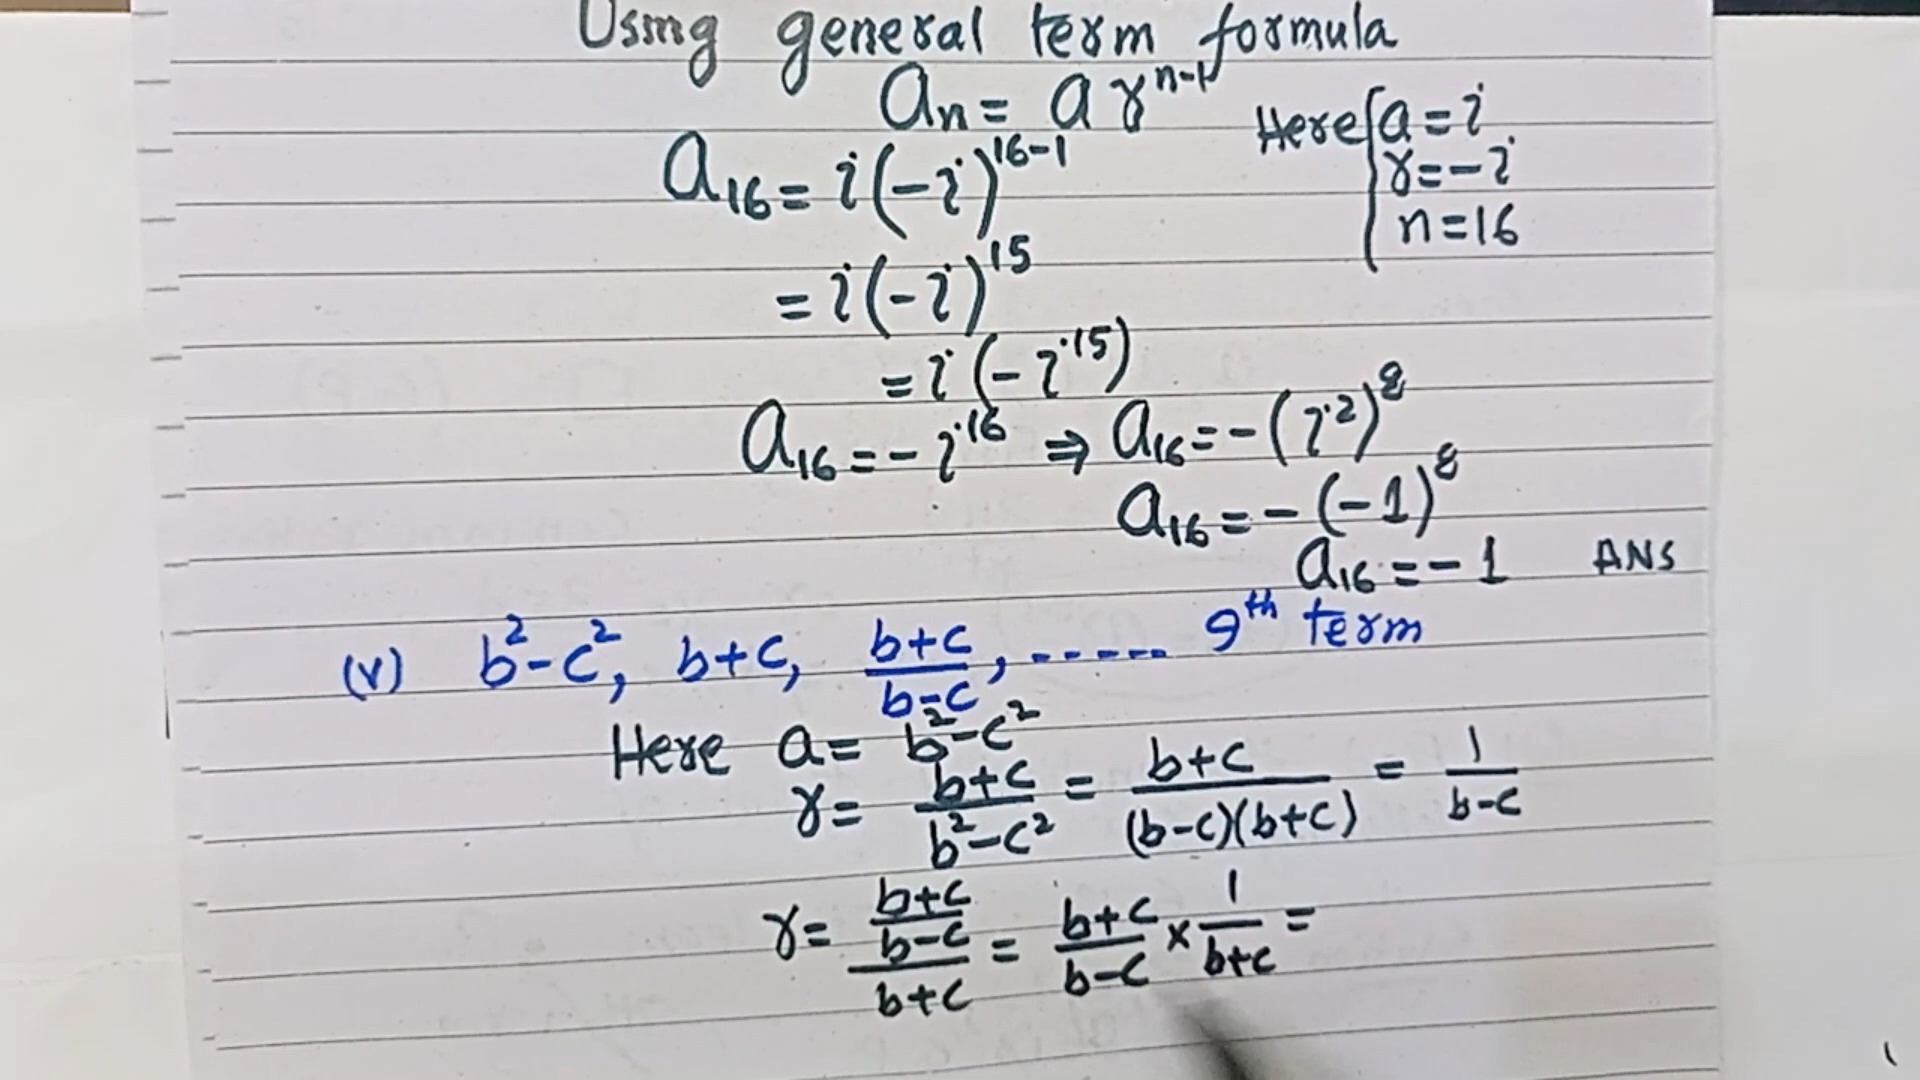 Using general term formula
aₙ = a r^(n-1)
Here a = i
a₁₆ = i(-i)^(16-1)
r = -i
n = 16
= i(-i)^15
= i(-i^15)
a₁₆ = -i^16 ⇒ a₁₆ = -(i^2)^8
a₁₆ = -(-1)^8
a₁₆ = -1 ANS
(v) b²-c², b+c, (b+c)/(b-c), ...... 9th term
Here a = b²-c²
r = (b+c)/(b²-c²) = (b+c)/((b-c)(b+c)) = 1/(b-c)
r = ((b+c)/(b-c))/(b+c) = (b+c)/(b-c) × 1/(b+c) =